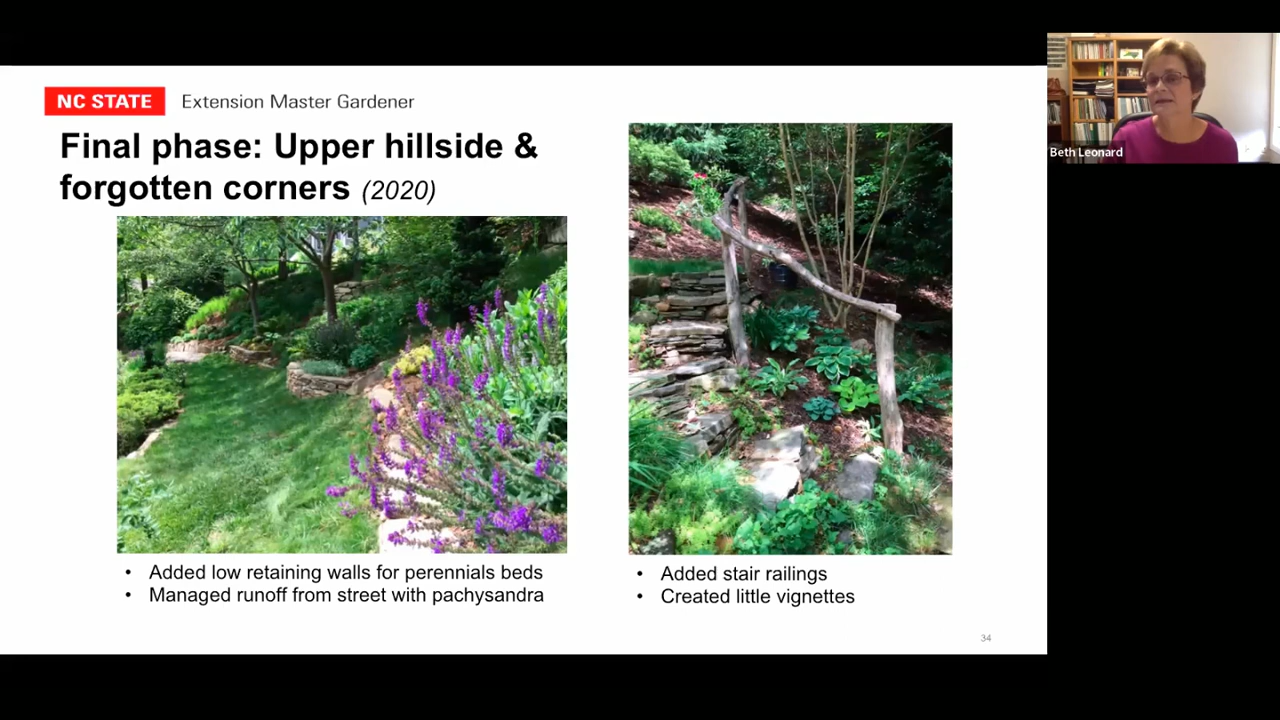 NC STATE Extension Master Gardener
Final phase: Upper hillside &
forgotten corners (2020)
• Added low retaining walls for perennials beds
• Managed runoff from street with pachysandra
• Added stair railings
• Created little vignettes
34
Beth Leonard